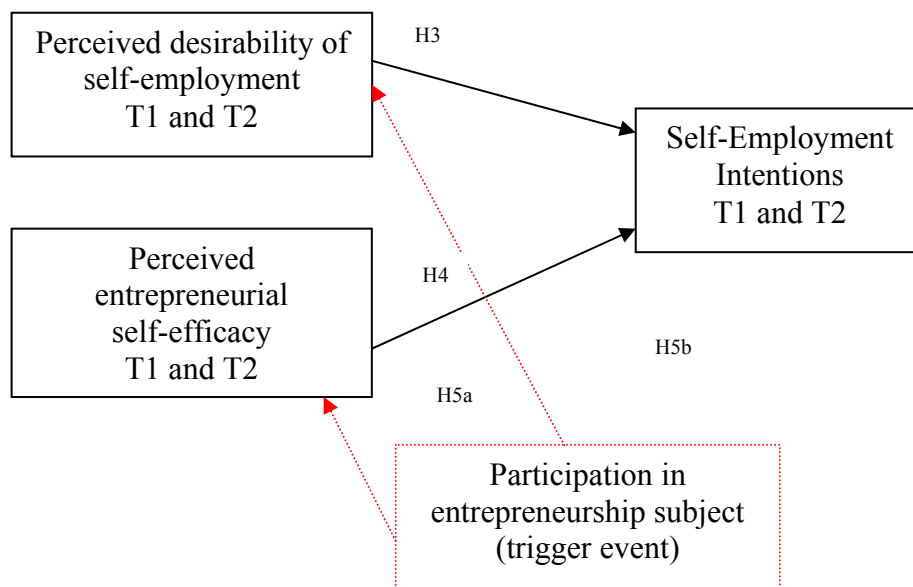 H3
Perceived desirability of
self-employment
T1 and T2
Self-Employment
Intentions
T1 and T2
Perceived
entrepreneurial
self-efficacy
T1 and T2
H4
H5b
H5a
Participation in
entrepreneurship subject
(trigger event)